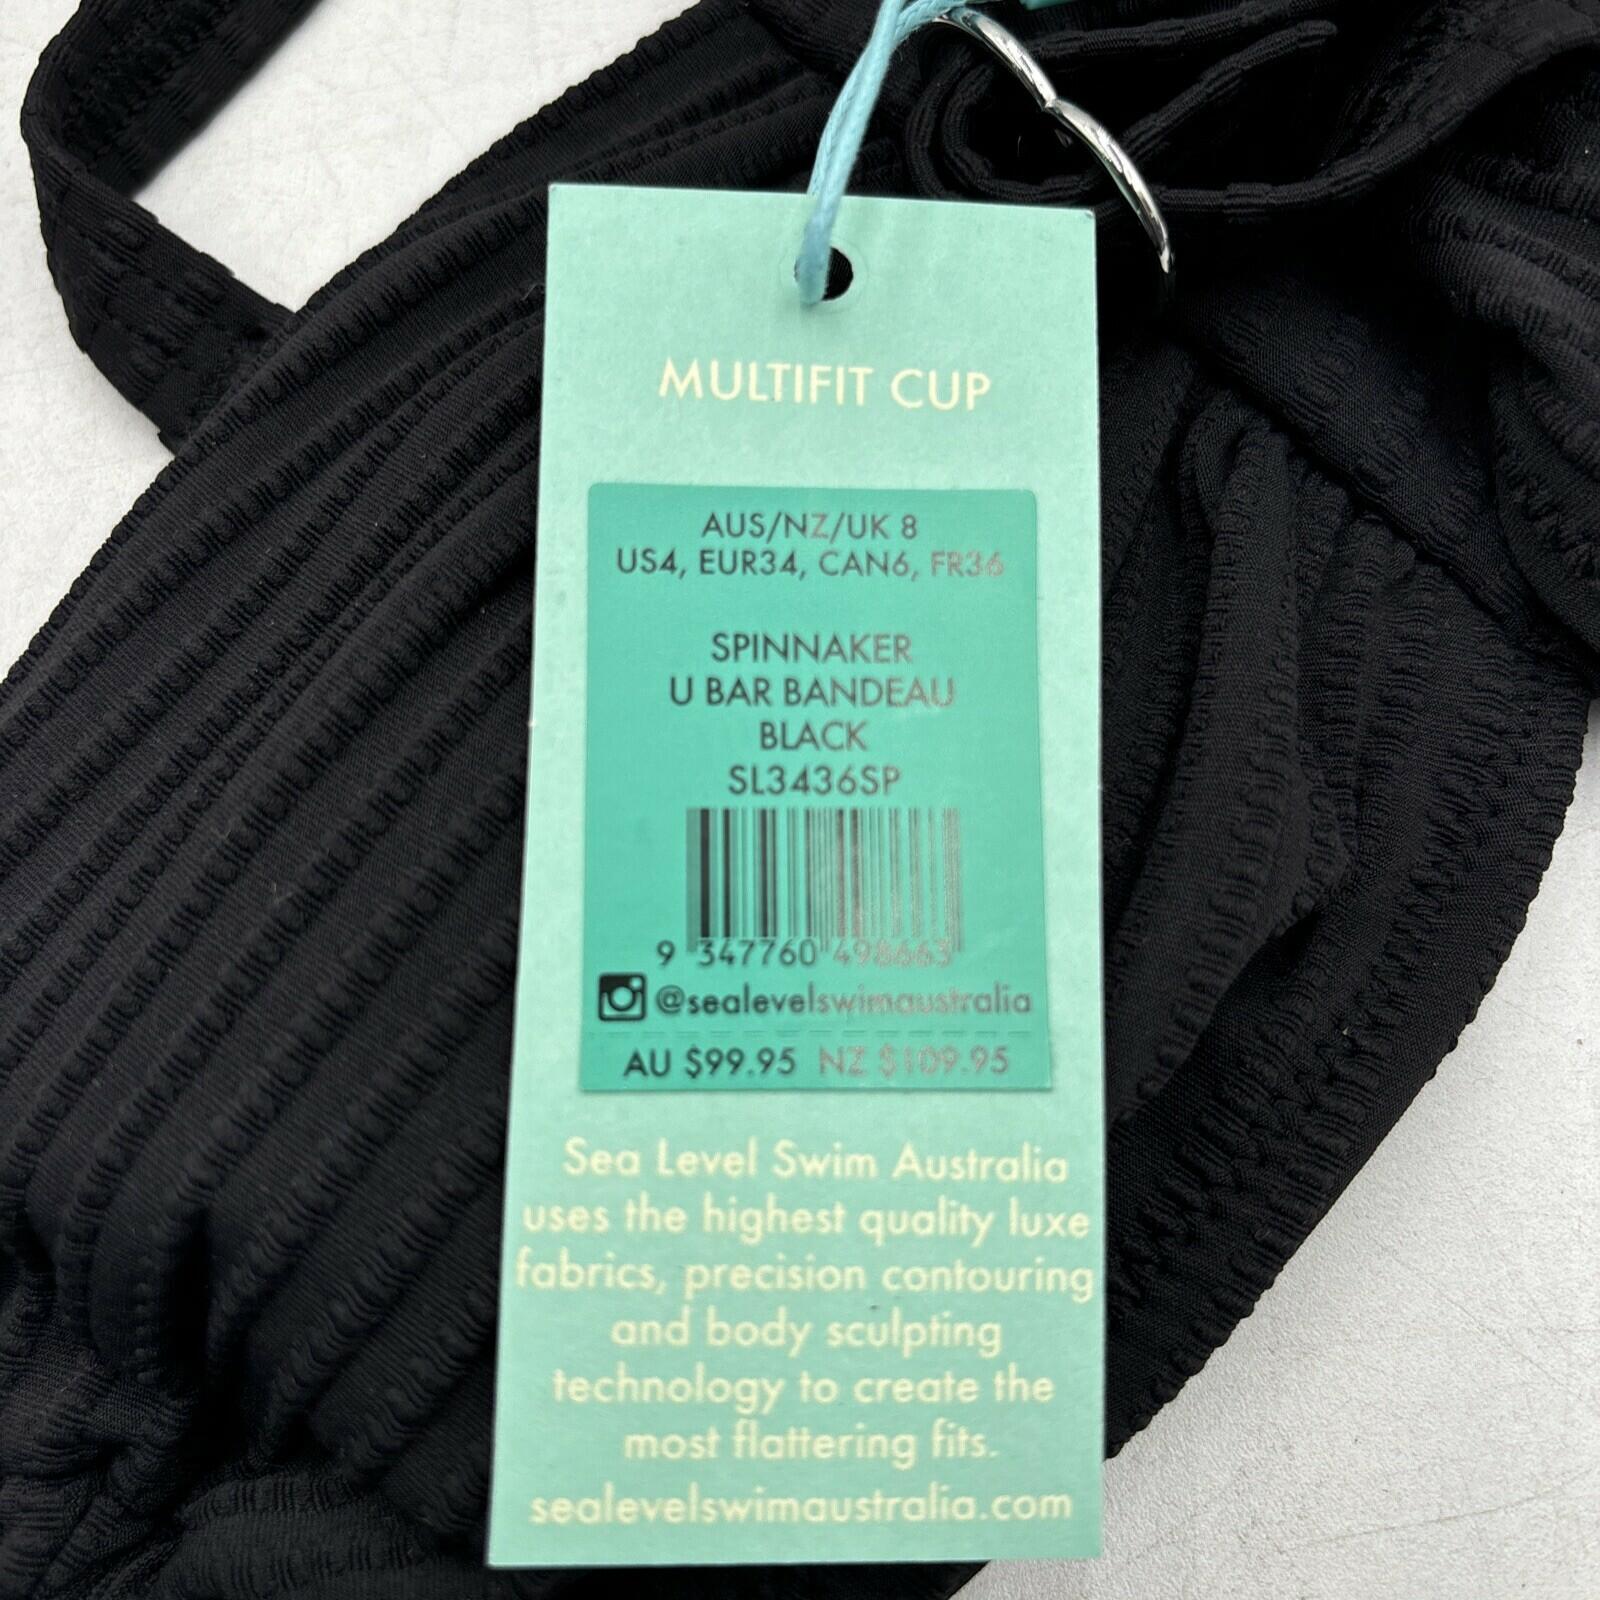 MULTIFIT CUP
AUS/NZ/UK 8
US4, EUR34, CAN6, FR36
SPINNAKER
U BAR BANDEAU
BLACK
SL3436SP
9 347760 498663
@sealevelswimaustralia
AU $99.95 NZ $109.95
Sea Level Swim Australia
uses the highest quality luxe
fabrics, precision contouring
and body sculpting
technology to create the
most flattering fits.
sealevelswimaustralia.com